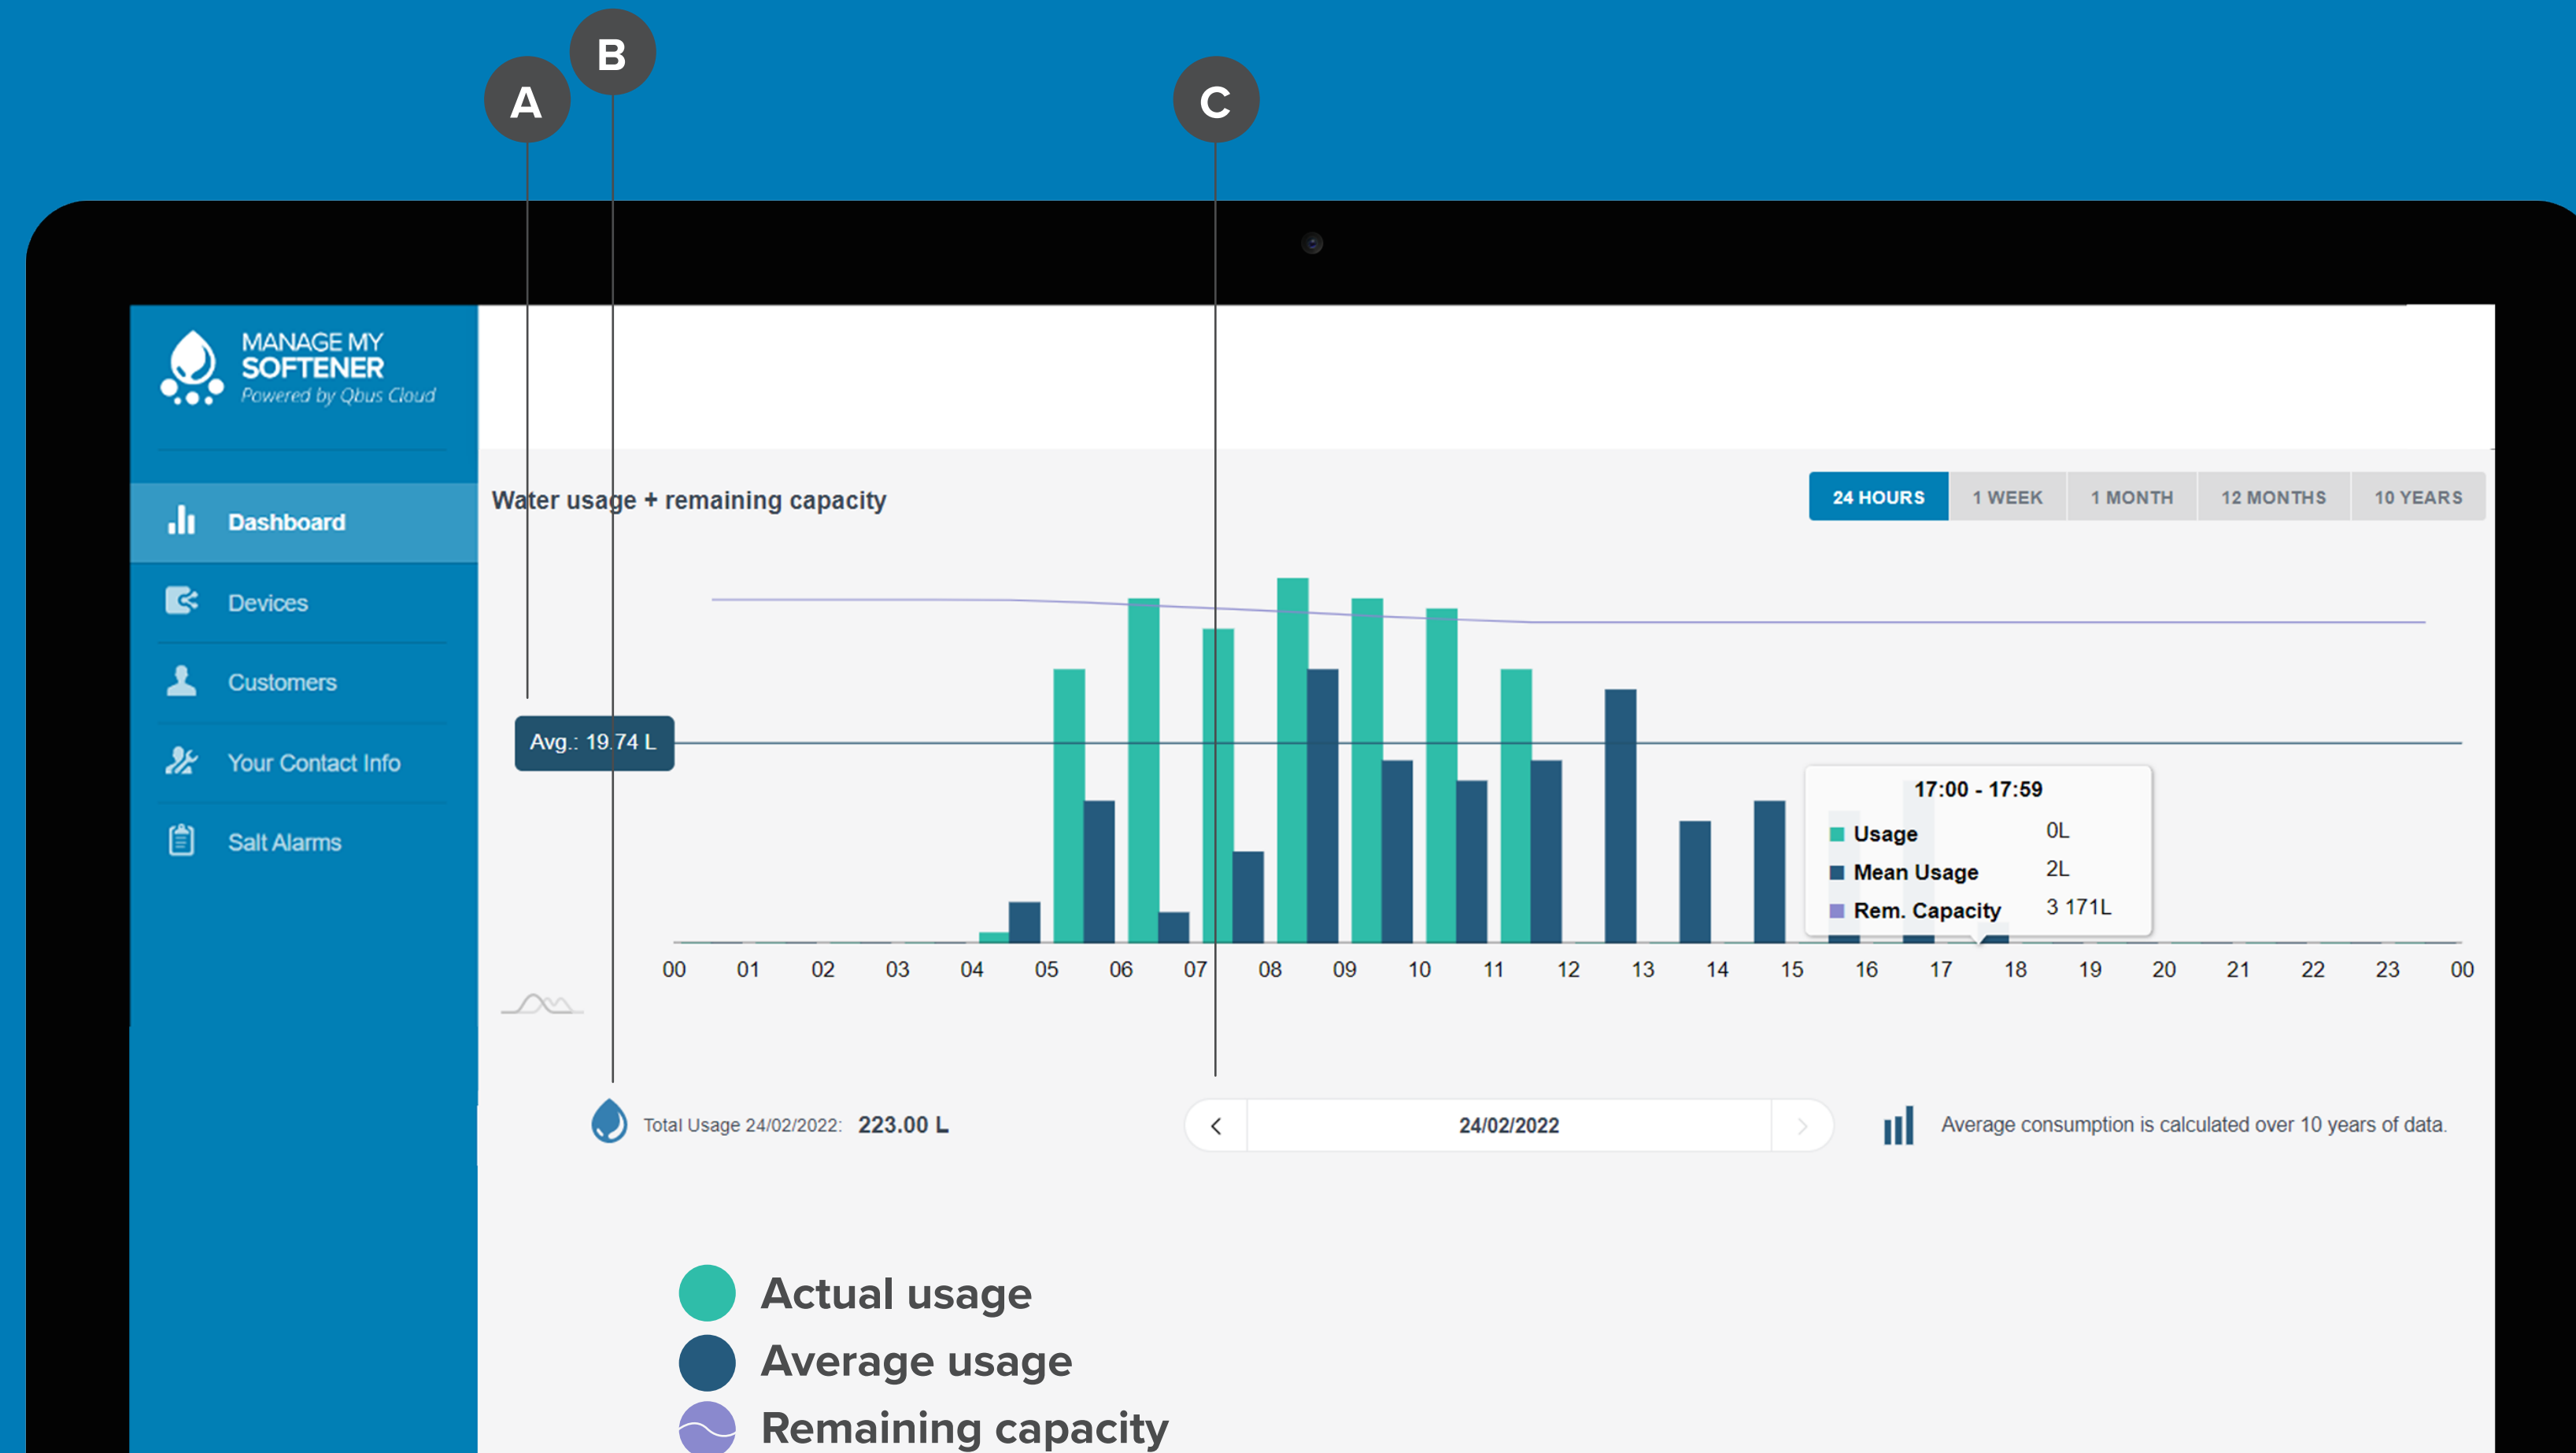 B
A
C
MANAGE MY
SOFTENER
Powered by Qbus Cloud
Dashboard
Devices
Customers
Your Contact Info
Salt Alarms
Water usage + remaining capacity
24 HOURS 1 WEEK 1 MONTH 12 MONTHS 10 YEARS
Avg.: 19.74 L
17:00 - 17:59
Usage 0L
Mean Usage 2L
Rem. Capacity 3 171L
00 01 02 03 04 05 06 07 08 09 10 11 12 13 14 15 16 17 18 19 20 21 22 23 00
Total Usage 24/02/2022: 223.00 L
24/02/2022
Average consumption is calculated over 10 years of data.
Actual usage
Average usage
Remaining capacity